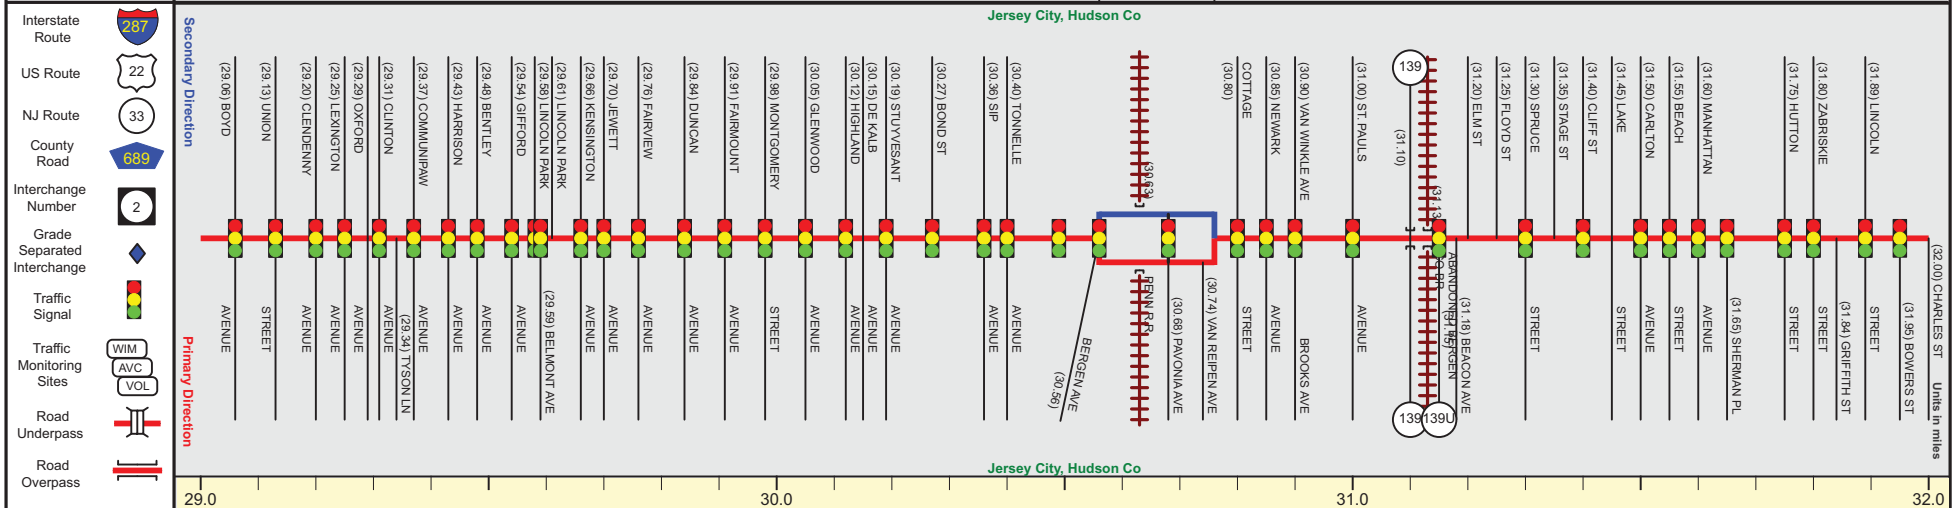 Interstate
Route
287
US Route
22
NJ Route
33
County
Road
689
Interchange
Number
2
Grade
Separated
Interchange
Traffic
Signal
Traffic
Monitoring
Sites
WIM
AVC
VOL
Road
Underpass
Road
Overpass
Secondary Direction
Primary Direction
Jersey City, Hudson Co
(29.06) BOYD AVENUE
(29.13) UNION STREET
(29.20) CLENDENNY AVENUE
(29.25) LEXINGTON AVENUE
(29.29) OXFORD AVENUE
(29.31) CLINTON AVENUE
(29.34) TYSON LN
(29.37) COMMUNIPAW AVENUE
(29.43) HARRISON AVENUE
(29.48) BENTLEY AVENUE
(29.54) GIFFORD AVENUE
(29.58) LINCOLN PARK
(29.59) BELMONT AVE
(29.61) LINCOLN PARK
(29.66) KENSINGTON AVENUE
(29.70) JEWETT AVENUE
(29.76) FAIRVIEW AVENUE
(29.84) DUNCAN AVENUE
(29.91) FAIRMOUNT AVENUE
(29.98) MONTGOMERY STREET
(30.05) GLENWOOD AVENUE
(30.12) HIGHLAND AVENUE
(30.15) DE KALB AVENUE
(30.19) STUYVESANT AVENUE
(30.27) BOND ST
(30.36) SIP AVENUE
(30.40) TONNELLE AVENUE
BERGEN AVE
(30.56)
(30.63)
PENN R.R.
(30.68) PAVONIA AVE
(30.74) VAN REIPEN AVE
(30.80)
COTTAGE STREET
(30.85) NEWARK AVENUE
(30.90) VAN WINKLE AVE
BROOKS AVE
(31.00) ST. PAULS AVENUE
139
(31.10)
139
(31.13)
139U
ABANDONED BERGEN
(31.18) BEACON AVE
(31.20) ELM ST
(31.25) FLOYD ST
(31.30) SPRUCE STREET
(31.35) STAGE ST
(31.40) CLIFF ST
(31.45) LAKE STREET
(31.50) CARLTON AVENUE
(31.55) BEACH STREET
(31.60) MANHATTAN AVENUE
(31.65) SHERMAN PL
(31.75) HUTTON STREET
(31.80) ZABRISKIE STREET
(31.84) GRIFFITH ST
(31.89) LINCOLN STREET
(31.95) BOWERS ST
(32.00) CHARLES ST
Units in miles
Jersey City, Hudson Co
29.0
30.0
31.0
32.0